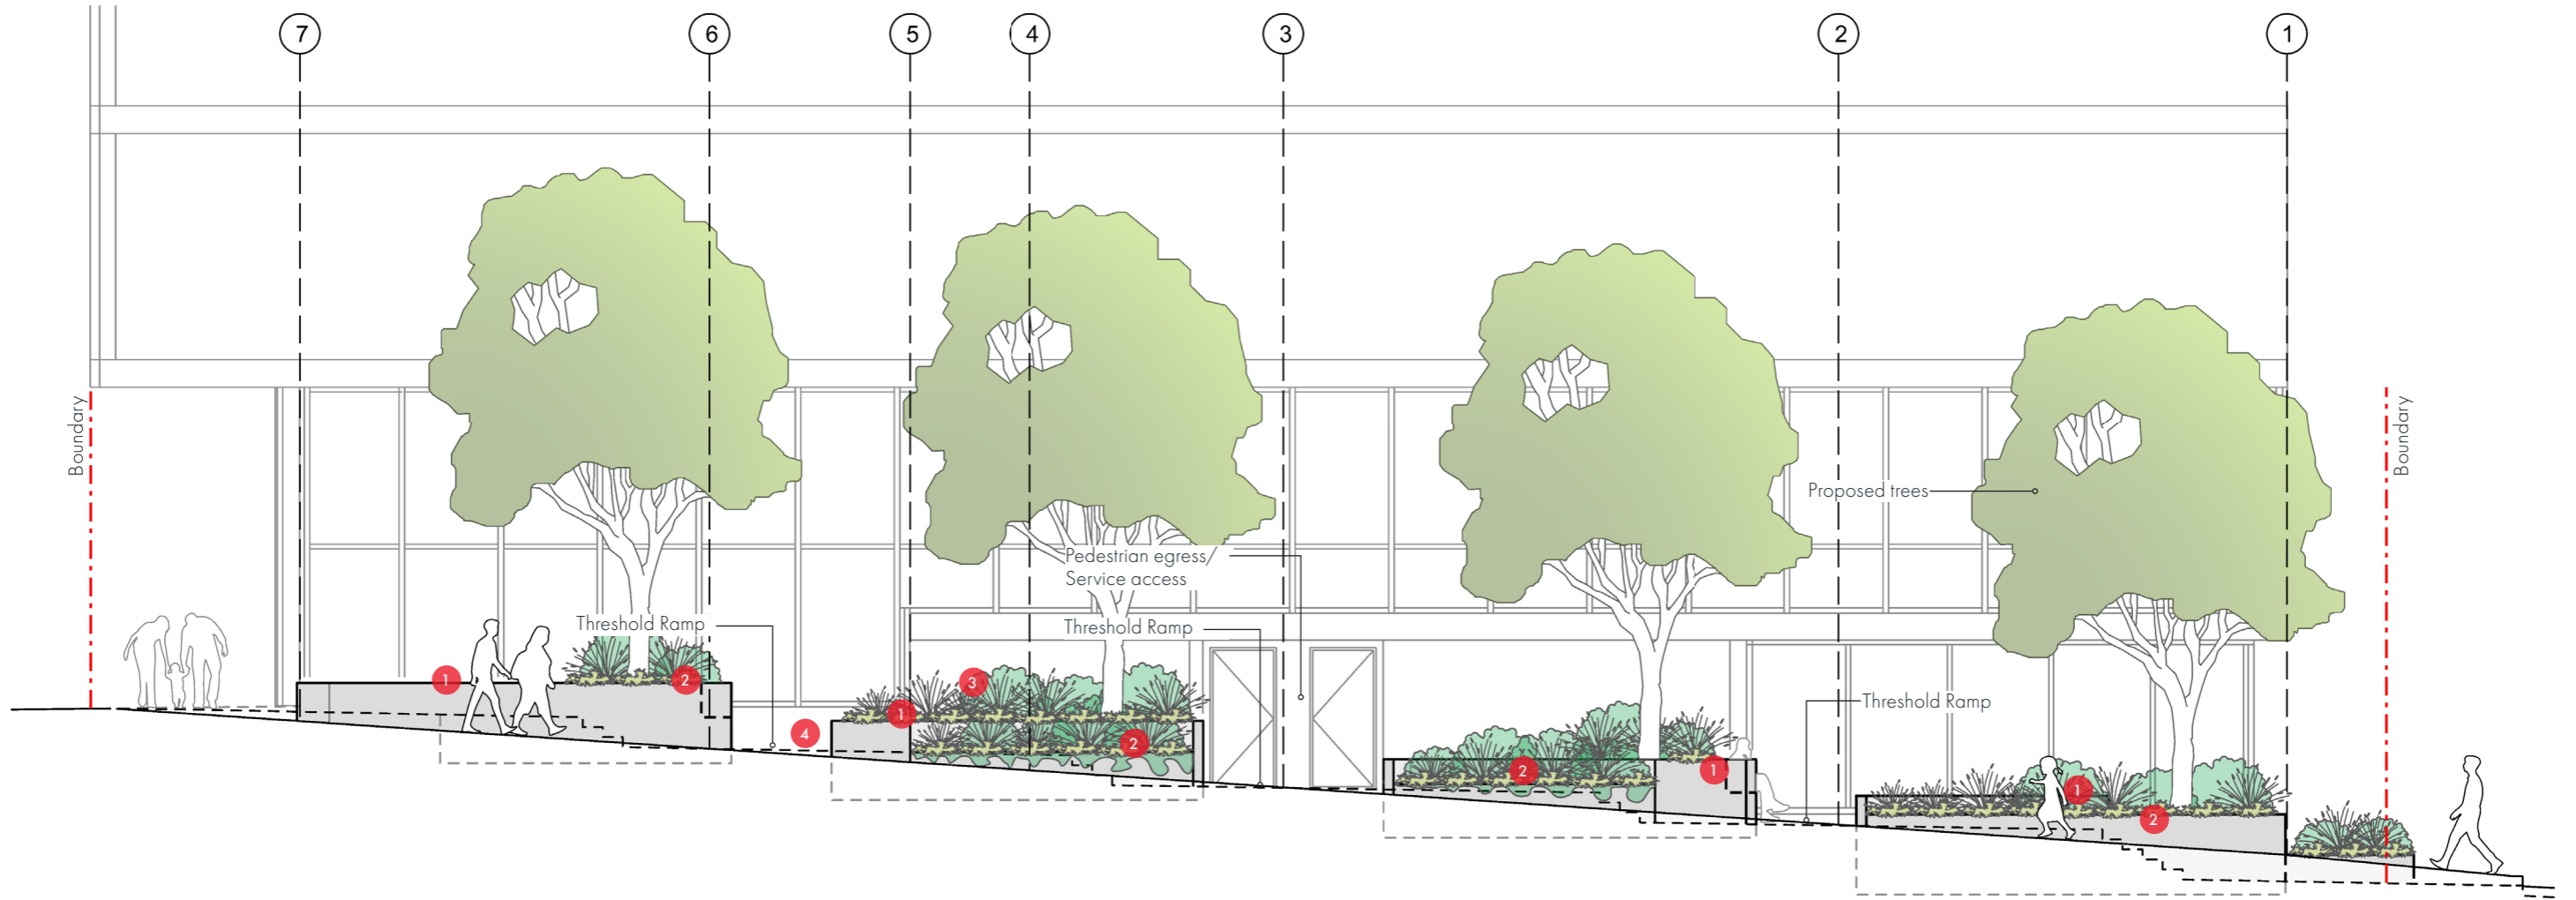 7
6
5
4
3
2
1
Boundary
Boundary
Proposed trees
Pedestrian egress/
Service access
Threshold Ramp
Threshold Ramp
Threshold Ramp
1
2
3
1
4
2
2
1
1
2